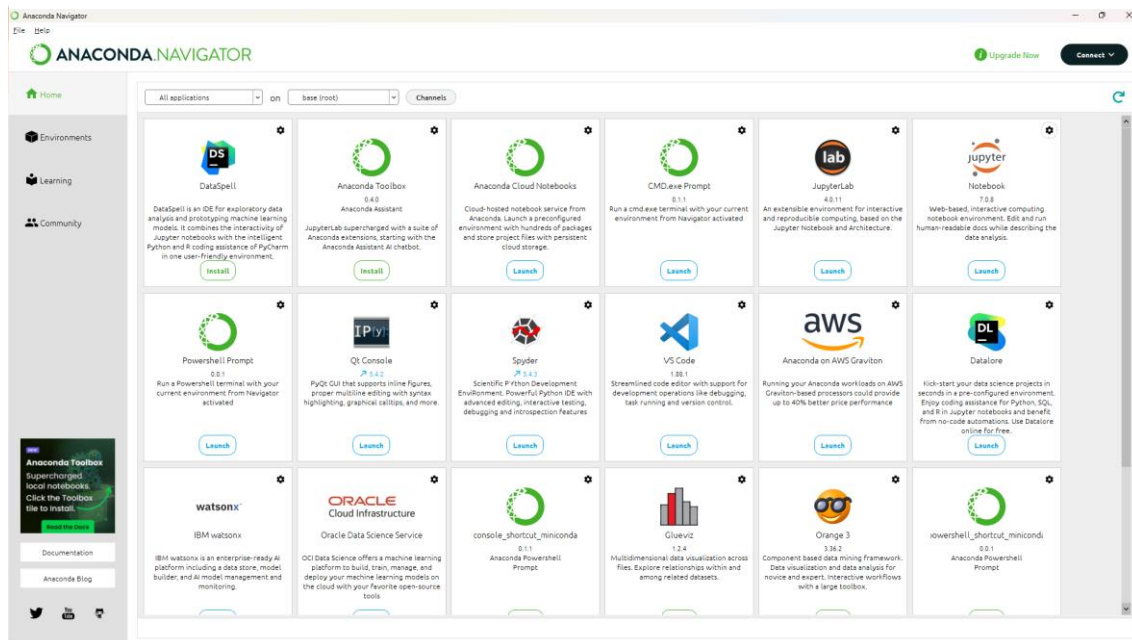 Anaconda Navigator
File Help
ANACONDA.NAVIGATOR
Upgrade Now
Connect
Home
Environments
Learning
Community
All applications
on
base (root)
Channels
DS
DataSpell
DataSpell is an IDE for exploratory data
analysis and prototyping machine learning
models. It combines the interactivity of
Jupyter notebooks with the intelligent
Python and R coding assistance of PyCharm
in one user-friendly environment.
Install
Anaconda Toolbox
0.4.0
Anaconda Assistant
JupyterLab supercharged with a suite of
Anaconda extensions, starting with the
Anaconda Assistant AI chatbot.
Install
Anaconda Cloud Notebooks
Cloud-hosted notebook service from
Anaconda. Launch a preconfigured
environment with hundreds of packages
and store project files with persistent
cloud storage.
Launch
CMD.exe Prompt
0.1.1
Run a cmd.exe terminal with your current
environment from Navigator activated
Launch
lab
JupyterLab
4.0.11
An extensible environment for interactive
and reproducible computing, based on the
Jupyter Notebook and Architecture.
Launch
jupyter
Notebook
7.0.8
Web-based, interactive computing
notebook environment. Edit and run
human-readable docs while describing the
data analysis.
Launch
Powershell Prompt
0.0.1
Run a Powershell terminal with your
current environment from Navigator
activated
Launch
IP[y]:
Qt Console
5.4.2
PyQt GUI that supports inline figures,
proper multiline editing with syntax
highlighting, graphical calltips, and more.
Launch
Spyder
5.4.3
Scientific PYthon Development
EnviRonment. Powerful Python IDE with
advanced editing, interactive testing,
debugging and introspection features
Launch
VS Code
1.88.1
Streamlined code editor with support for
development operations like debugging,
task running and version control.
Launch
aws
Anaconda on AWS Graviton
Running your Anaconda workloads on AWS
Graviton-based processors could provide
up to 40% better price performance
Launch
DL
Datalore
Kick-start your data science projects in
seconds in a pre-configured environment.
Enjoy coding assistance for Python, SQL,
and R in Jupyter notebooks and benefit
from no-code automations. Use Datalore
online for free.
Launch
watsonx
IBM watsonx
IBM watsonx is an enterprise-ready AI
platform including a data store, model
builder, and AI model management and
monitoring.
ORACLE
Cloud Infrastructure
Oracle Data Science Service
OCI Data Science offers a machine learning
platform to build, train, manage, and
deploy your machine learning models on
the cloud with your favorite open-source
tools
console_shortcut_miniconda
0.1.1
Anaconda Powershell
Prompt
Glueviz
1.2.4
Multidimensional data visualization across
files. Explore relationships within and
among related datasets.
Orange 3
3.36.2
Component based data mining framework.
Data visualization and data analysis for
novice and expert. Interactive workflows
with a large toolbox.
powershell_shortcut_minicondi
0.0.1
Anaconda Powershell
Prompt
NEW
Anaconda Toolbox
Supercharged
local notebooks.
Click the Toolbox
tile to install.
Read the Docs
Documentation
Anaconda Blog
You
Tube